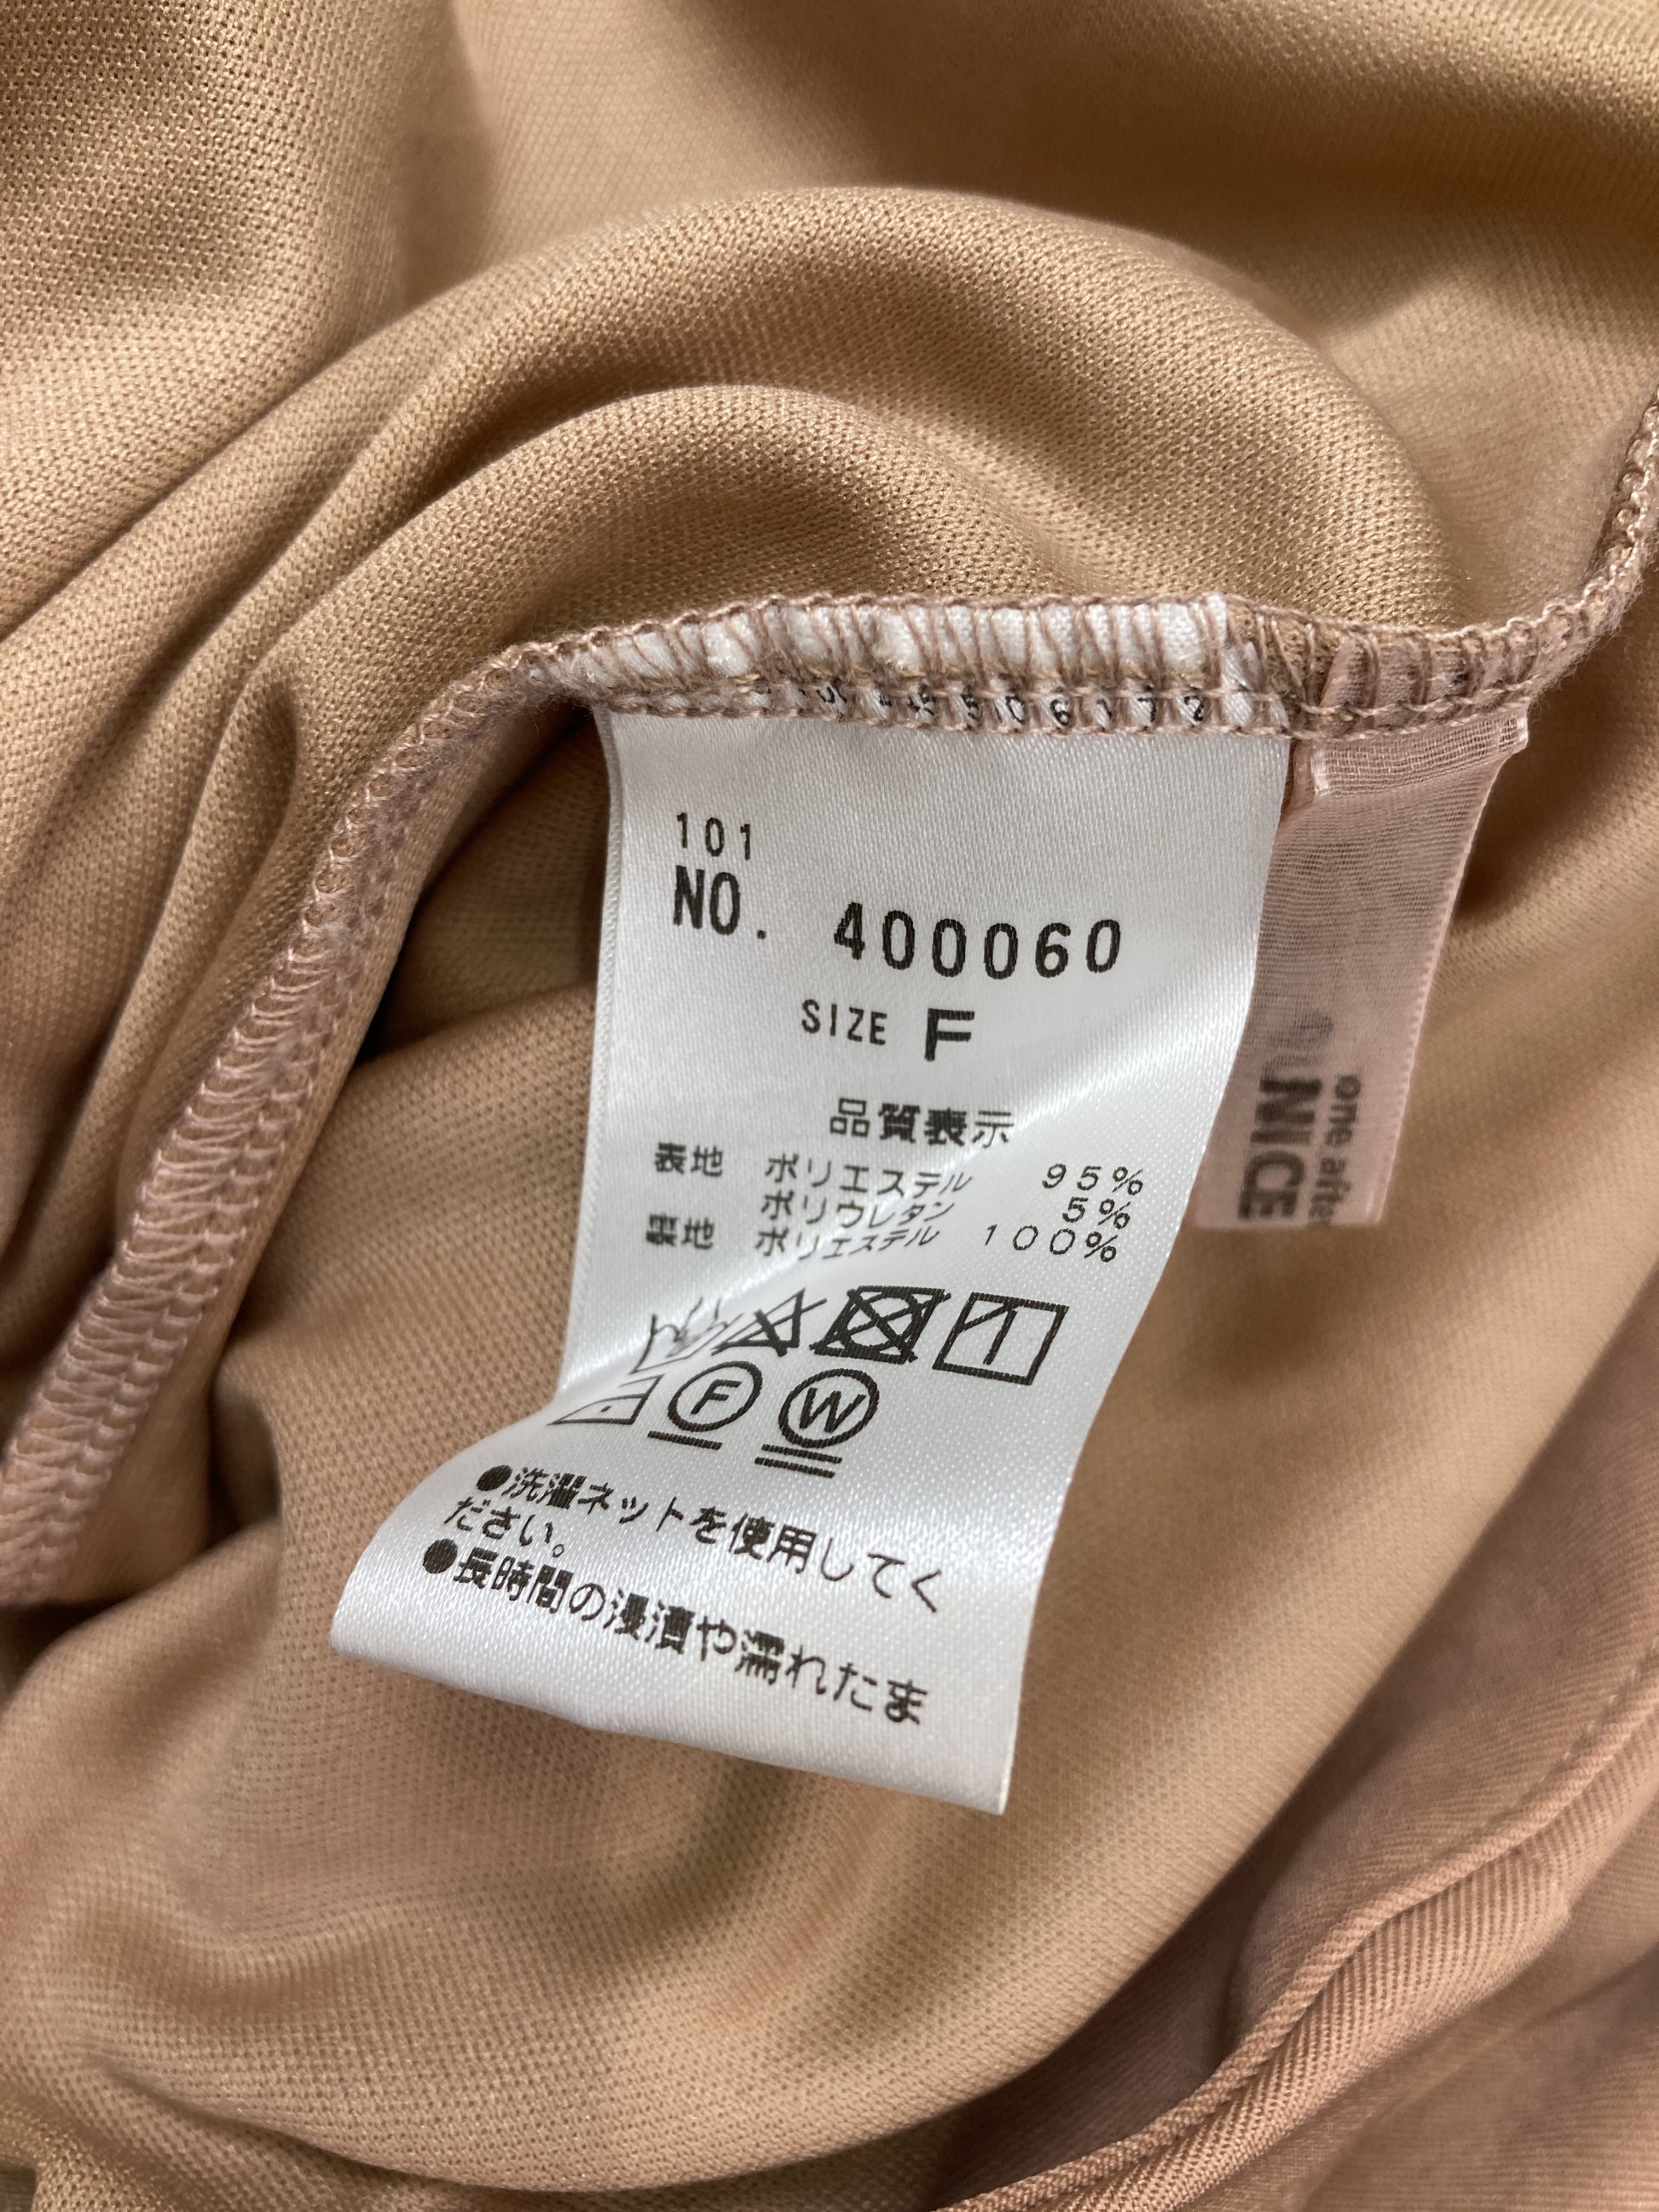 101
NO. 400060
SIZE F
品質表示
表地 ポリエステル 95%
ポリウレタン 5%
裏地 ポリエステル 100%
F W
●洗濯ネットを使用してく
ださい。
●長時間の浸漬や濡れたま
one after
NICE